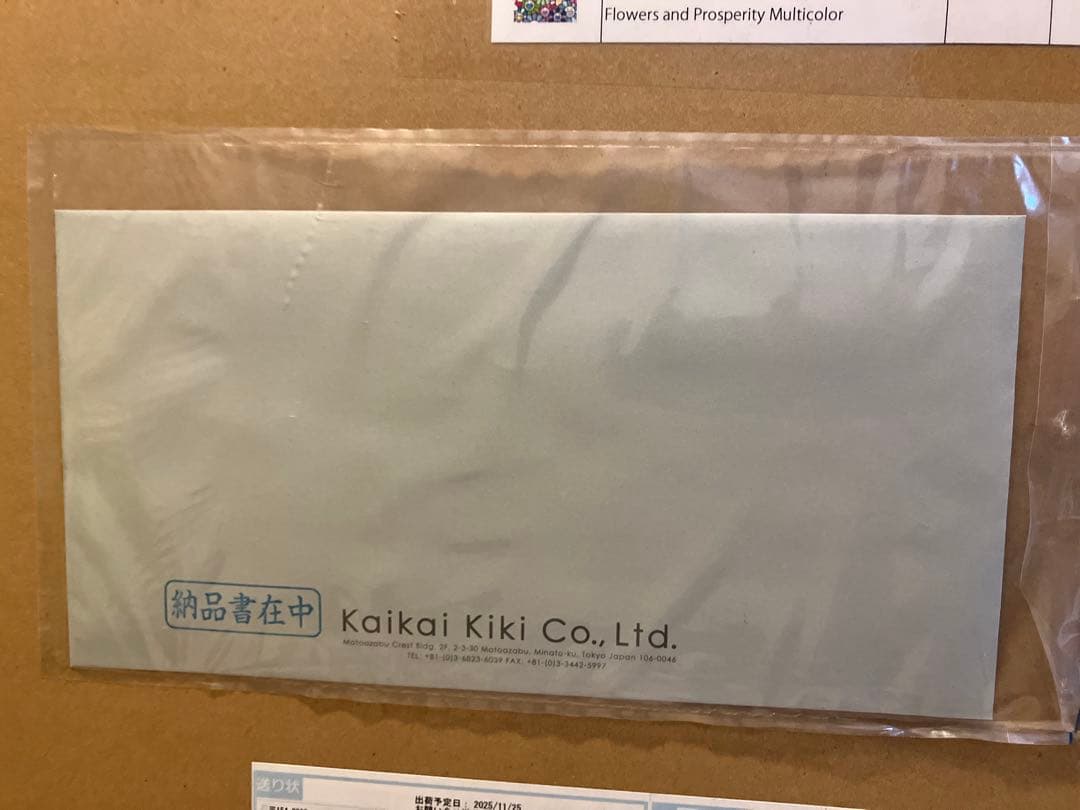 Flowers and Prosperity Multicolor
納品書在中
Kaikai Kiki Co., Ltd.
Motoazabu Crest Bldg. 2F, 2-3-30 Motoazabu, Minato-ku, Tokyo Japan 106-0046
TEL: +81-(0)3-6823-6039 FAX: +81-(0)3-3442-5997
送り状
出荷予定日: 2025/11/25